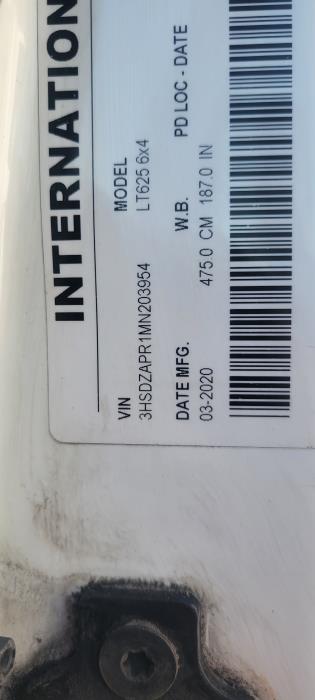 INTERNATION
VIN MODEL
3HSDZAPR1MN203954 LT625 6x4
DATE MFG. W.B. PD LOC - DATE
03-2020 475.0 CM 187.0 IN